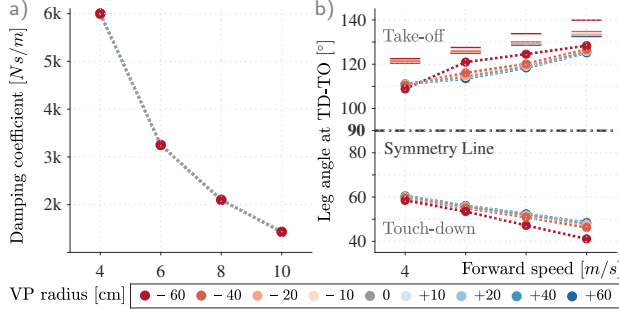 a)
Damping coefficient [Ns/m]
6k
5k
4k
3k
2k
4
6
8
10
b)
Leg angle at TD-TO [°]
140
120
100
90
80
60
40
Take-off
Symmetry Line
Touch-down
4
Forward speed [m/s]
VP radius [cm]
− 60
− 40
− 20
− 10
0
+10
+20
+40
+60